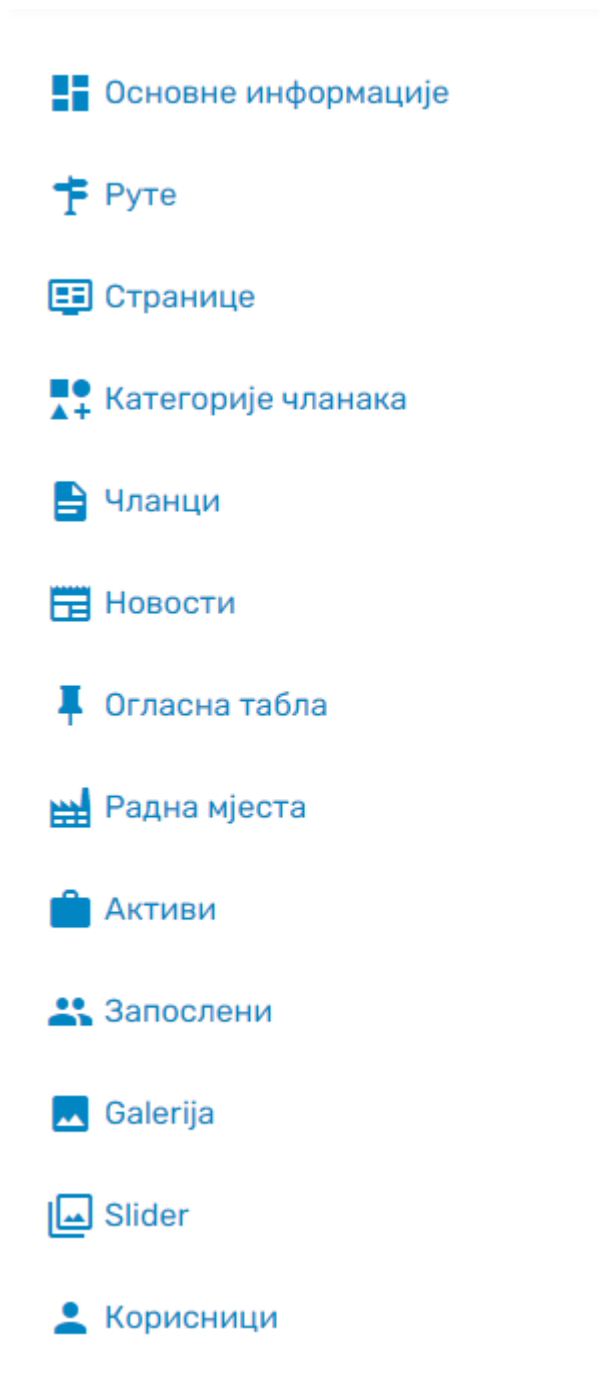 Основне информације
Руте
Странице
Категорије чланака
Чланци
Новости
Огласна табла
Радна мјеста
Активи
Запослени
Galerija
Slider
Корисници